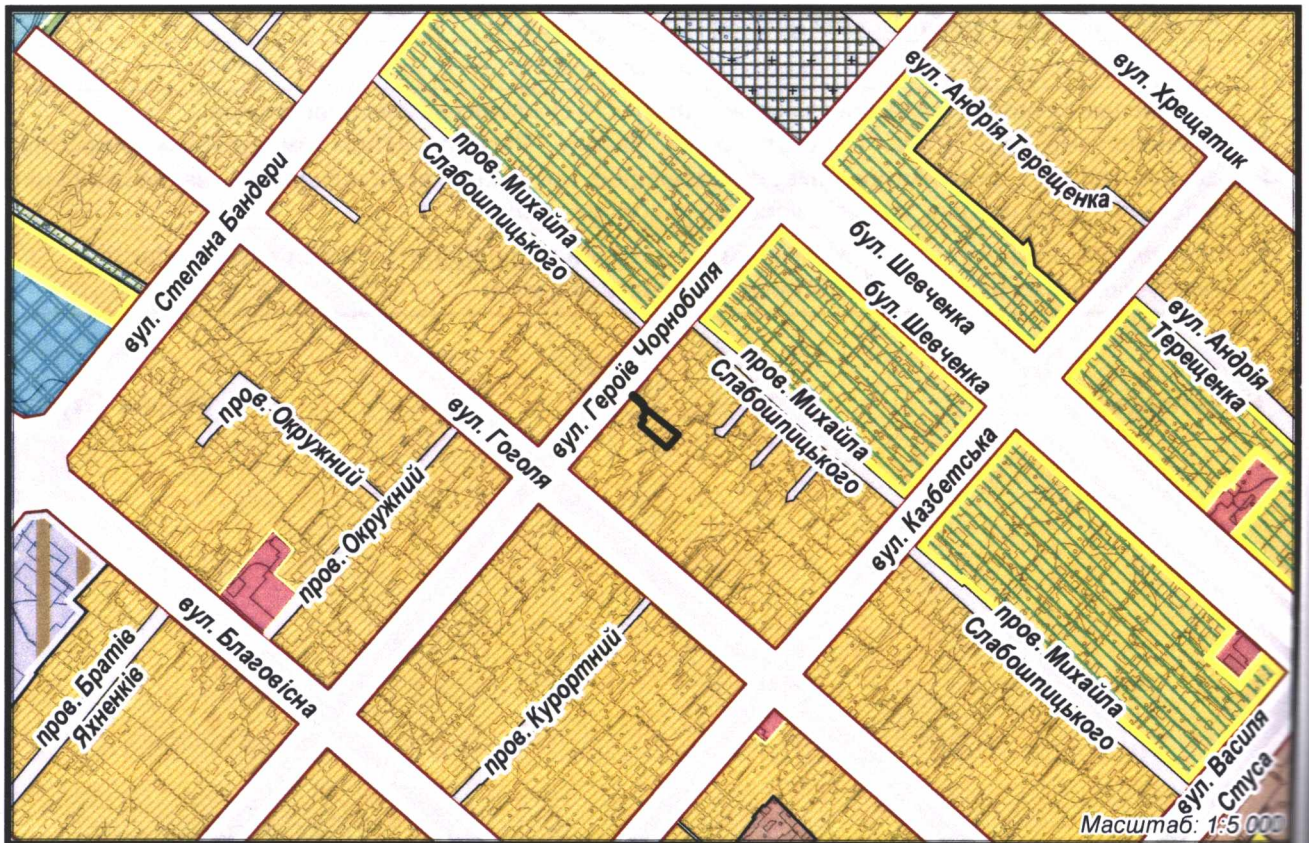 вул. Хрещатик
вул. Андрія Терещенка
пров. Михайла
Слабошпицького
вул. Степана Бандери
бул. Шевченка
бул. Шевченка
вул. Героїв Чорнобиля
вул. Андрія
Терещенка
пров. Михайла
Слабошпицького
пров. Окружний
вул. Гоголя
пров. Окружний
вул. Казбетська
вул. Благовісна
пров. Братів
Яхненків
пров. Курортний
пров. Михайла
Слабошпицького
вул. Василя
Стуса
Масштаб: 1:5 000